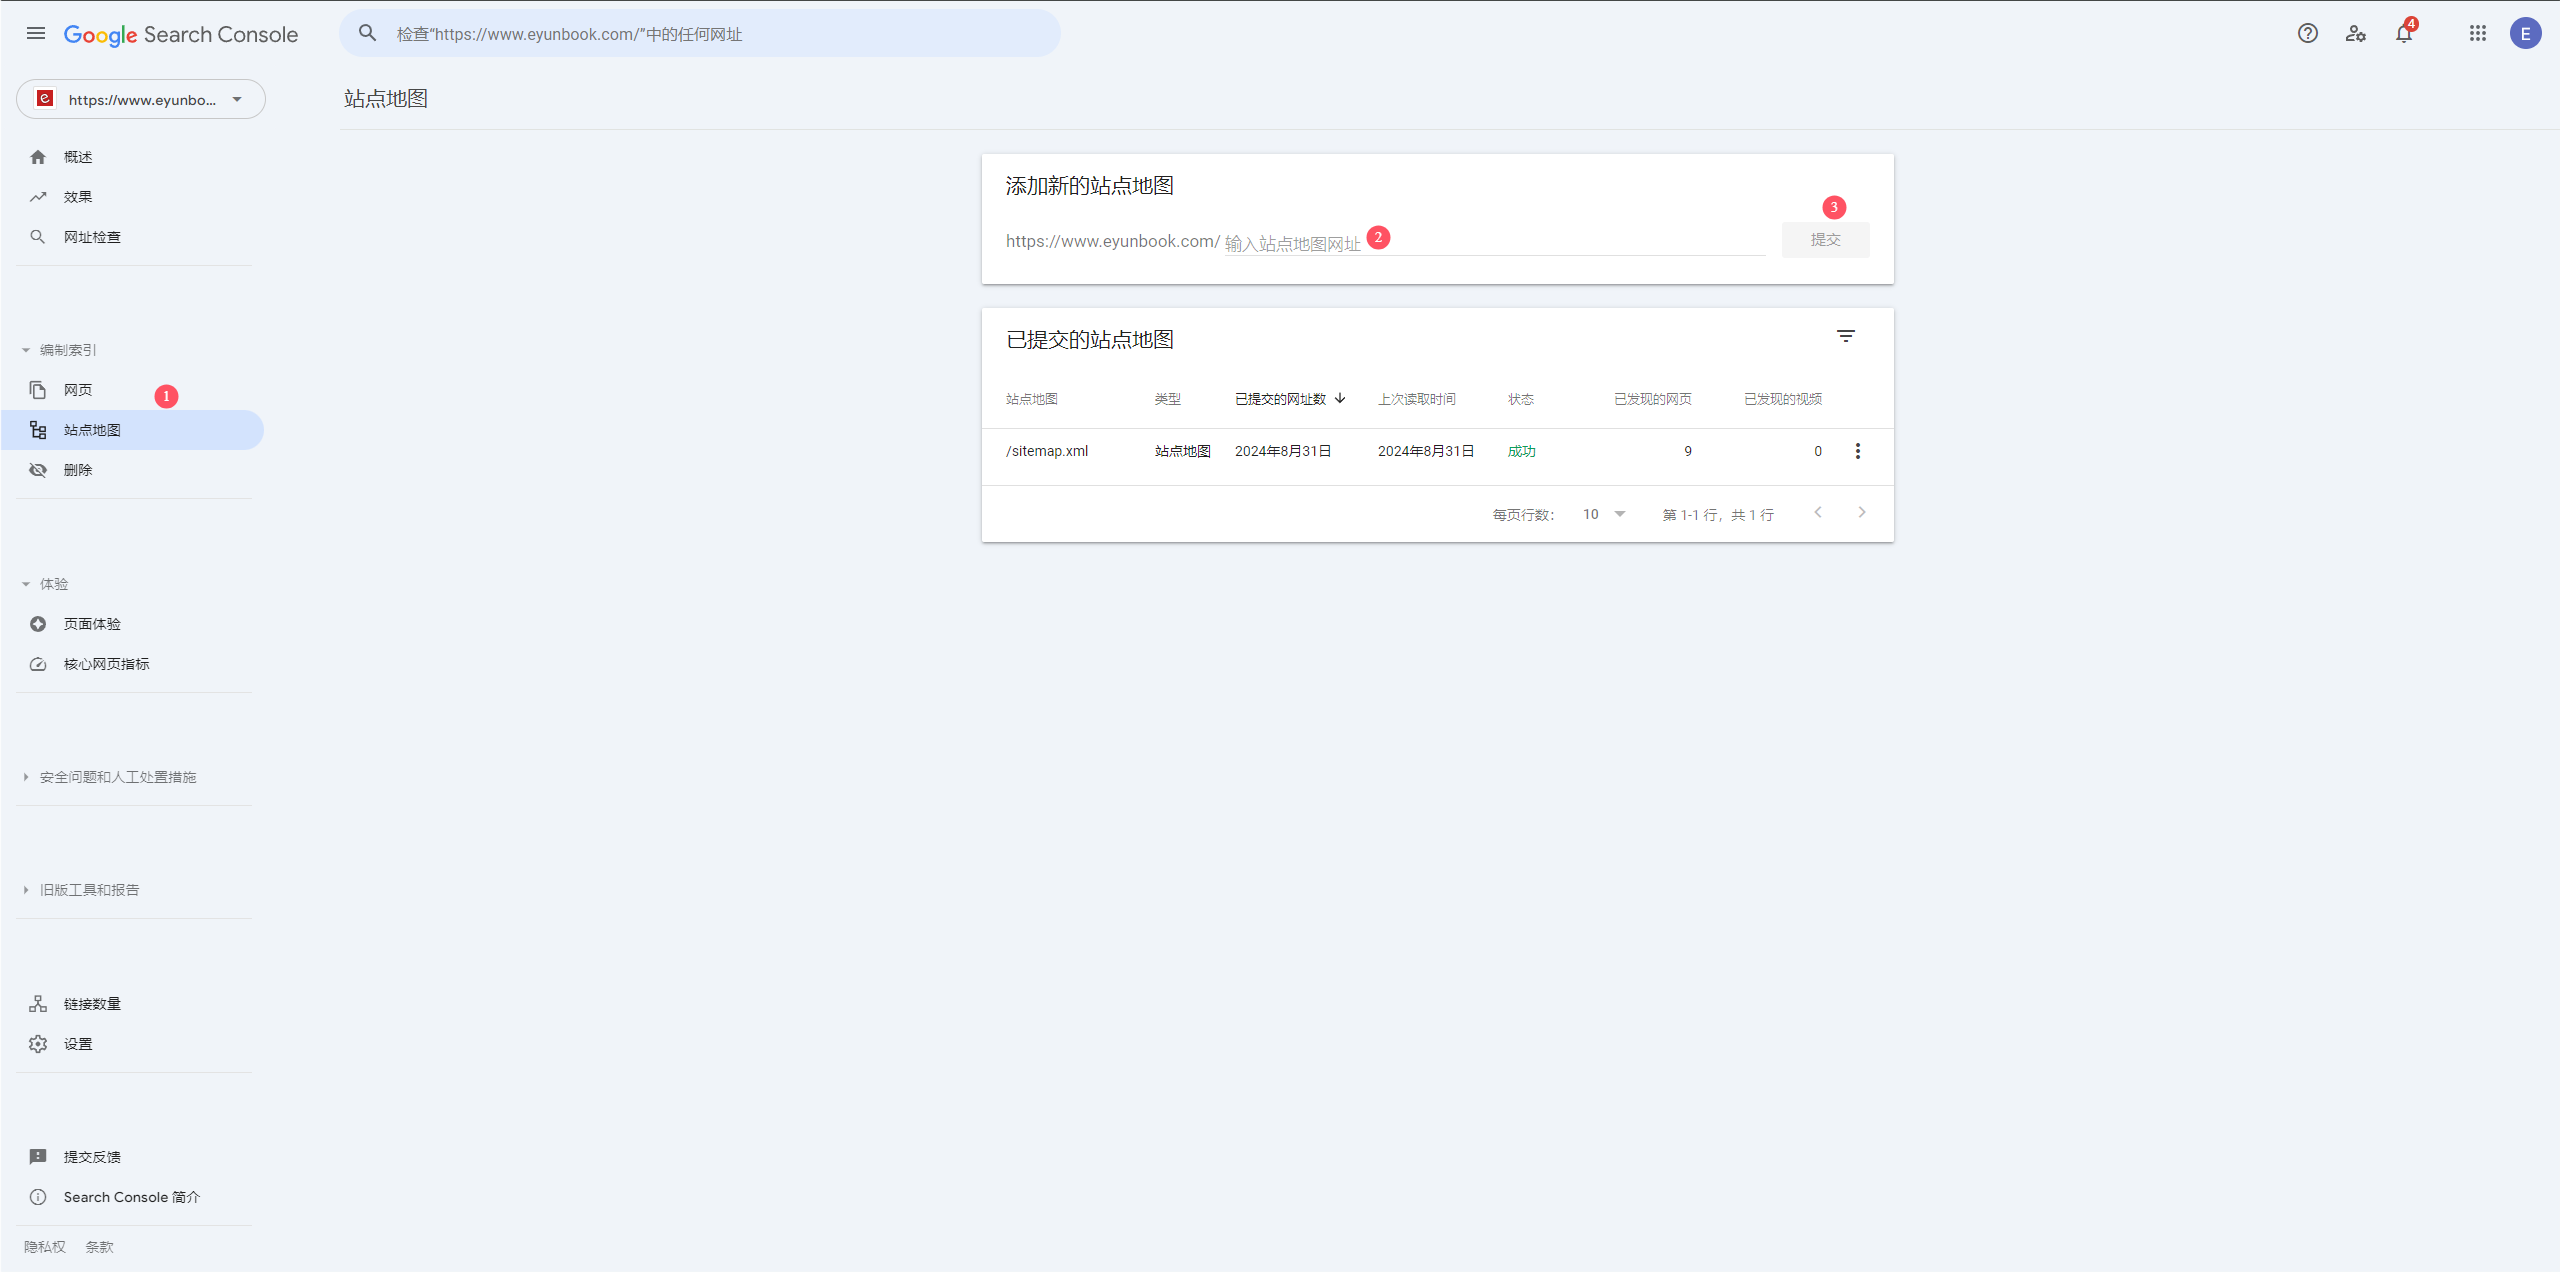 Google Search Console
检查“https://www.eyunbook.com/”中的任何网址
4
E
e
https://www.eyunbo...
站点地图
概述
效果
网址检查
编制索引
网页
1
站点地图
删除
体验
页面体验
核心网页指标
安全问题和人工处置措施
旧版工具和报告
链接数量
设置
提交反馈
Search Console 简介
隐私权 条款
添加新的站点地图
3
https://www.eyunbook.com/ 输入站点地图网址 2
提交
已提交的站点地图
站点地图 类型 已提交的网址数 上次读取时间 状态 已发现的网页 已发现的视频
/sitemap.xml 站点地图 2024年8月31日 2024年8月31日 成功 9 0
每页行数： 10 第 1-1 行，共 1 行